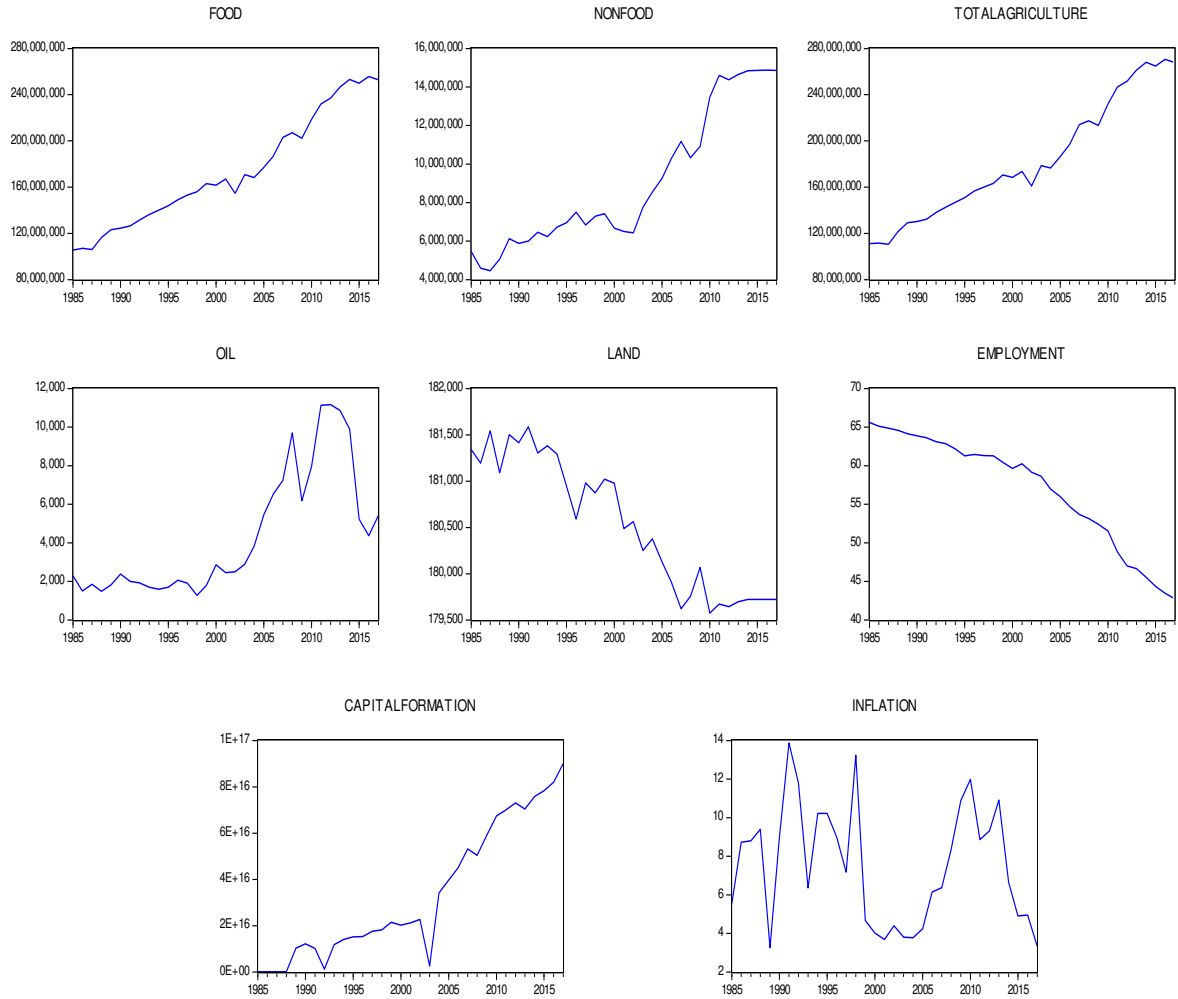 FOOD NONFOOD TOTALAGRICULTURE
280,000,000 16,000,000 280,000,000
14,000,000
240,000,000 240,000,000
12,000,000
200,000,000 200,000,000
10,000,000
160,000,000 160,000,000
8,000,000
120,000,000 120,000,000
6,000,000
80,000,000 4,000,000 80,000,000
1985 1990 1995 2000 2005 2010 2015 1985 1990 1995 2000 2005 2010 2015 1985 1990 1995 2000 2005 2010 2015
OIL LAND EMPLOYMENT
12,000 182,000 70
10,000 181,500 65
8,000 181,000 60
6,000 55
180,500
4,000 50
180,000
2,000 45
0 179,500 40
1985 1990 1995 2000 2005 2010 2015 1985 1990 1995 2000 2005 2010 2015 1985 1990 1995 2000 2005 2010 2015
CAPITALFORMATION INFLATION
1E+17 14
12
8E+16
10
6E+16
8
4E+16
6
2E+16
4
0E+00 2
1985 1990 1995 2000 2005 2010 2015 1985 1990 1995 2000 2005 2010 2015